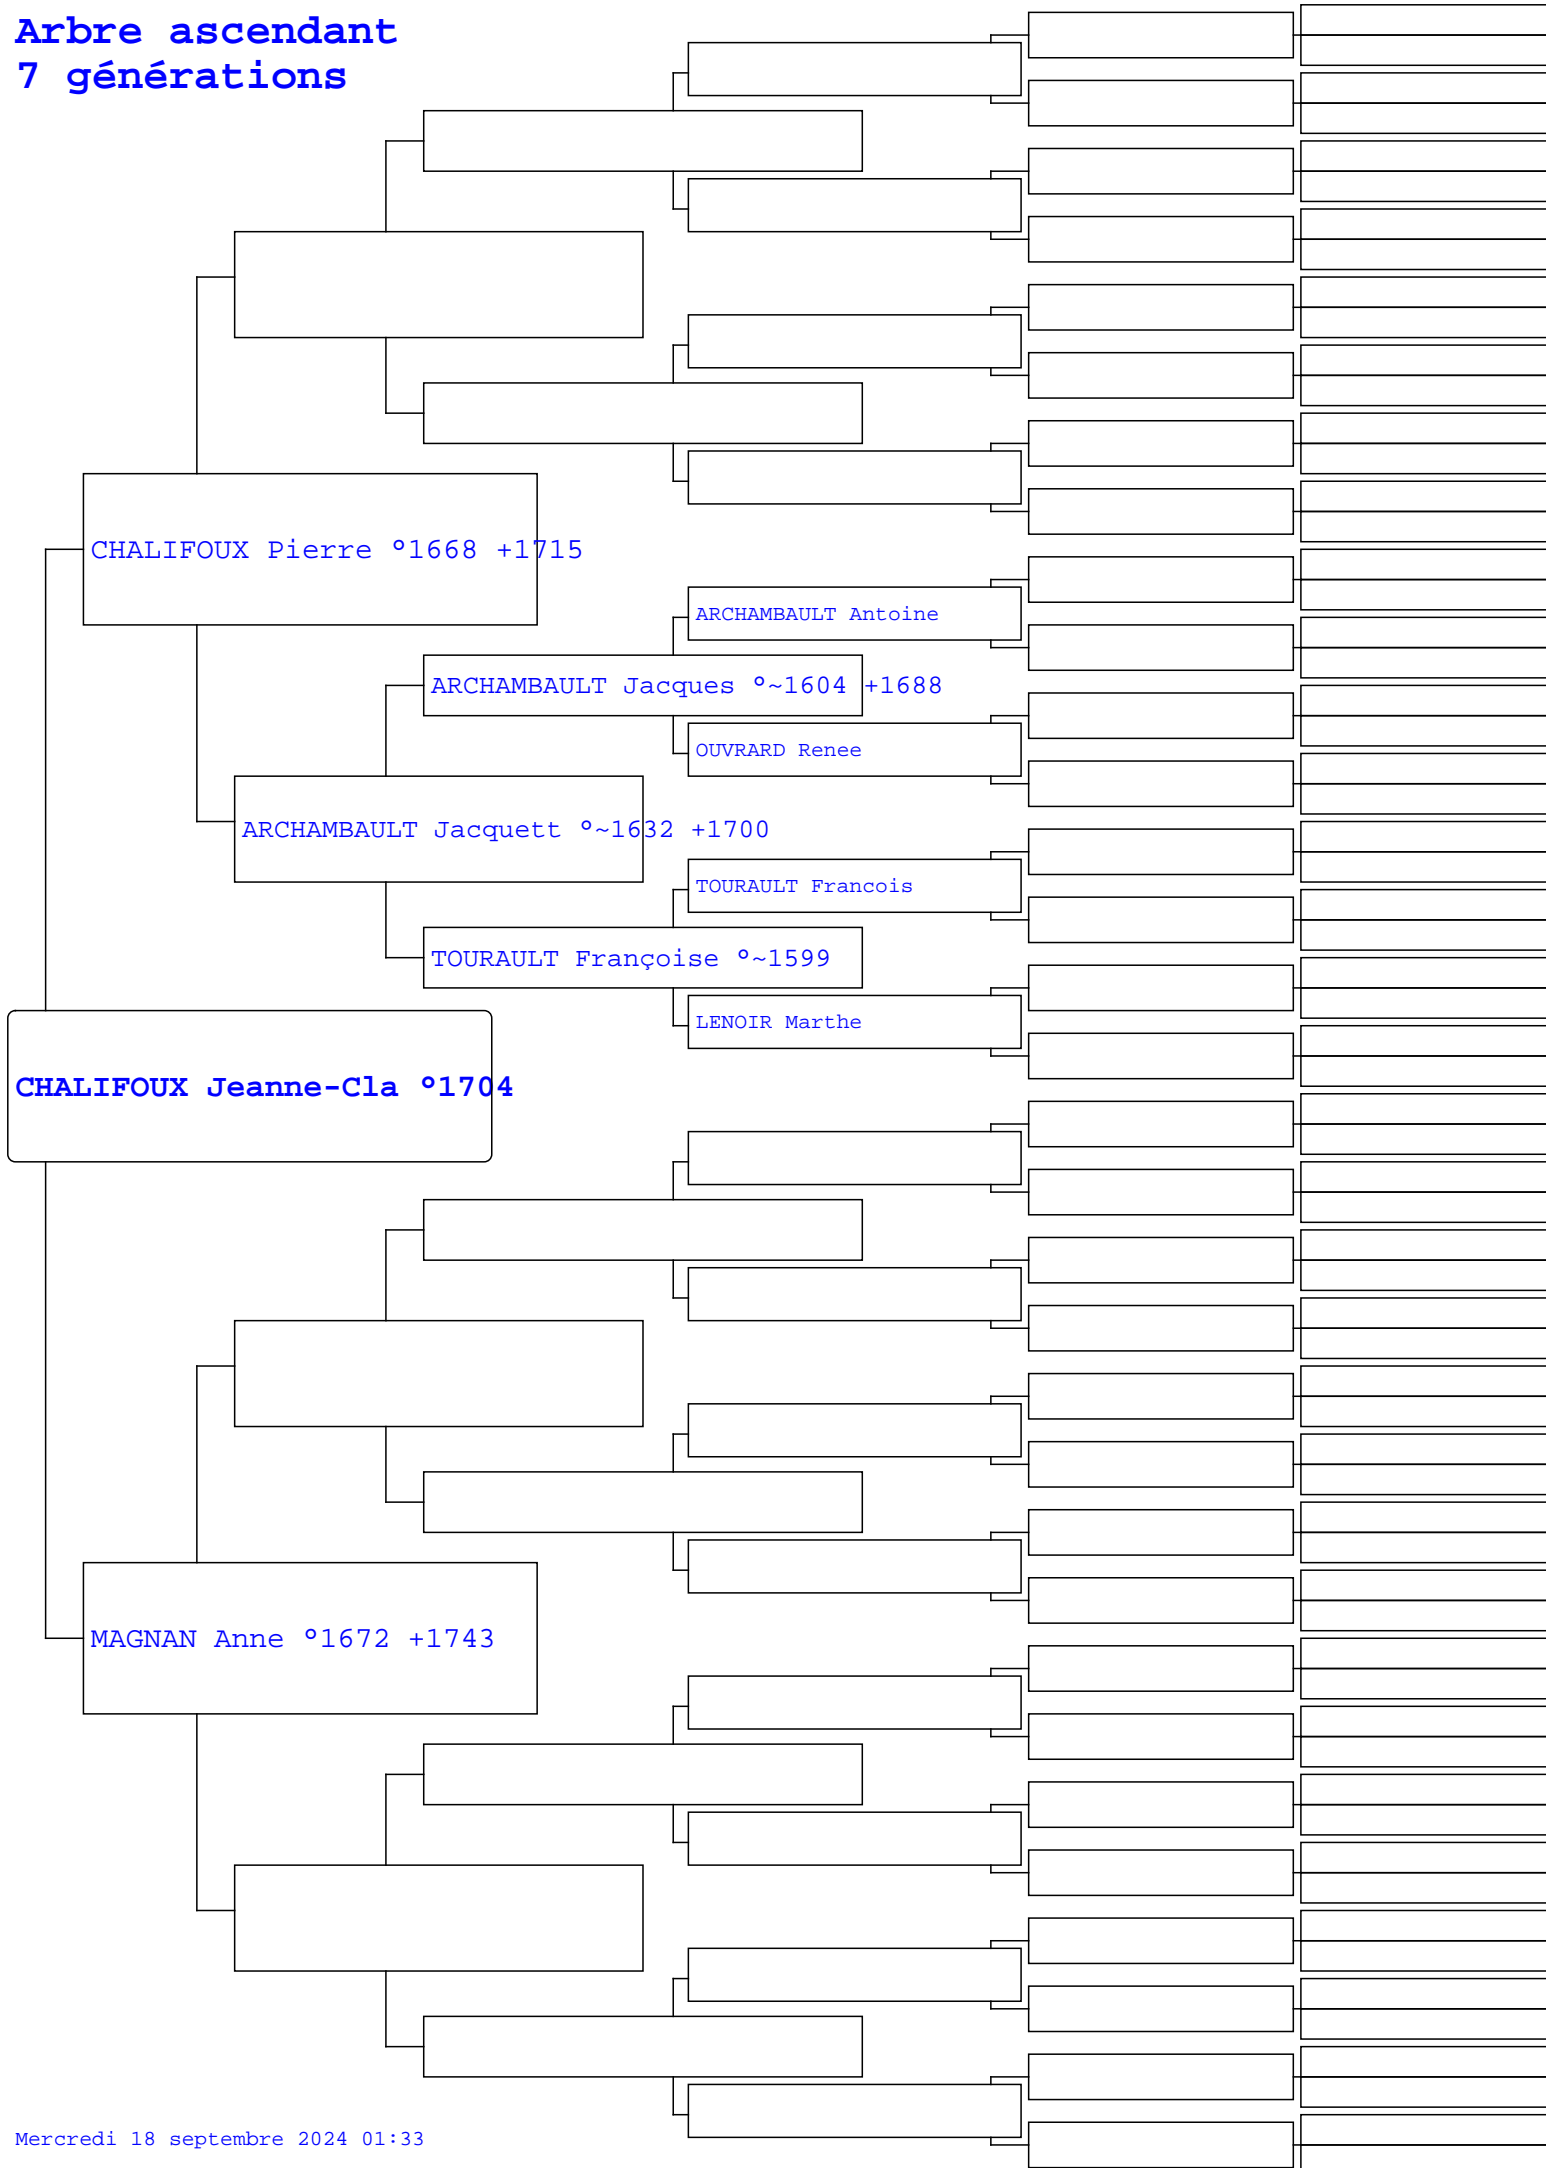 Arbre ascendant
7 générations
CHALIFOUX Pierre °1668 +1715
ARCHAMBAULT Antoine
ARCHAMBAULT Jacques °~1604 +1688
OUVRARD Renee
ARCHAMBAULT Jacquett °~1632 +1700
TOURAULT Francois
TOURAULT Françoise °~1599
LENOIR Marthe
CHALIFOUX Jeanne-Cla °1704
MAGNAN Anne °1672 +1743
Mercredi 18 septembre 2024 01:33